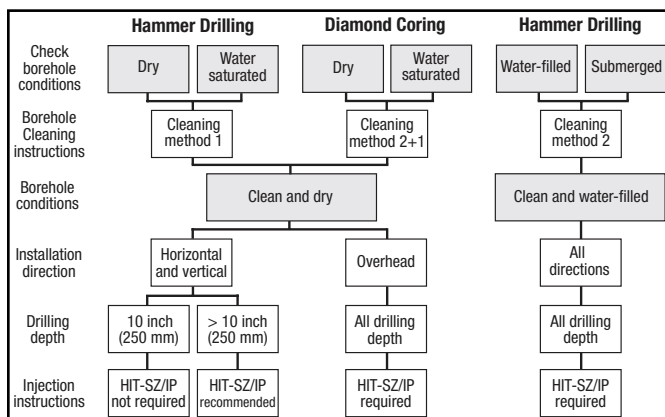 Hammer Drilling Diamond Coring Hammer Drilling
Check
borehole
conditions
Dry
Water
saturated
Dry
Water
saturated
Water-filled
Submerged
Borehole
Cleaning
instructions
Cleaning
method 1
Cleaning
method 2+1
Cleaning
method 2
Borehole
conditions
Clean and dry
Clean and water-filled
Installation
direction
Horizontal
and vertical
Overhead
All
directions
Drilling
depth
10 inch
(250 mm)
> 10 inch
(250 mm)
All drilling
depth
All drilling
depth
Injection
instructions
HIT-SZ/IP
not required
HIT-SZ/IP
recommended
HIT-SZ/IP
required
HIT-SZ/IP
required